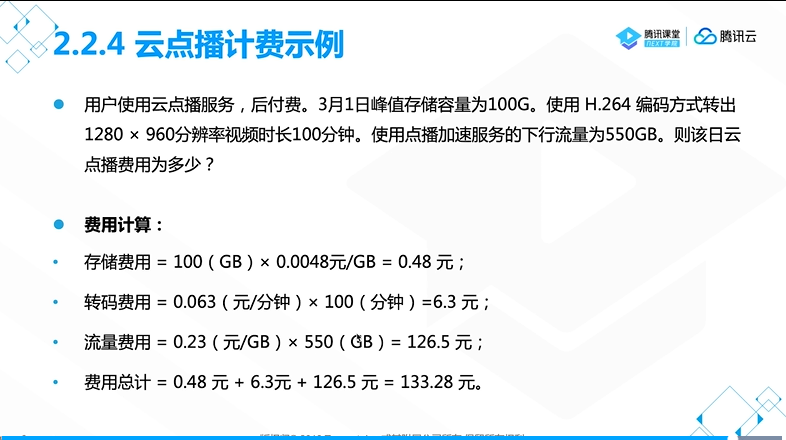 2.2.4 云点播计费示例
腾讯课堂
NEXT学院
腾讯云
用户使用云点播服务，后付费。3月1日峰值存储容量为100G。使用 H.264 编码方式转出
1280 × 960分辨率视频时长100分钟。使用点播加速服务的下行流量为550GB。则该日云
点播费用为多少？
费用计算：
存储费用 = 100（GB）× 0.0048元/GB = 0.48 元；
转码费用 = 0.063（元/分钟）× 100（分钟）=6.3 元；
流量费用 = 0.23（元/GB）× 550（GB）= 126.5 元；
费用总计 = 0.48 元 + 6.3元 + 126.5 元 = 133.28 元。